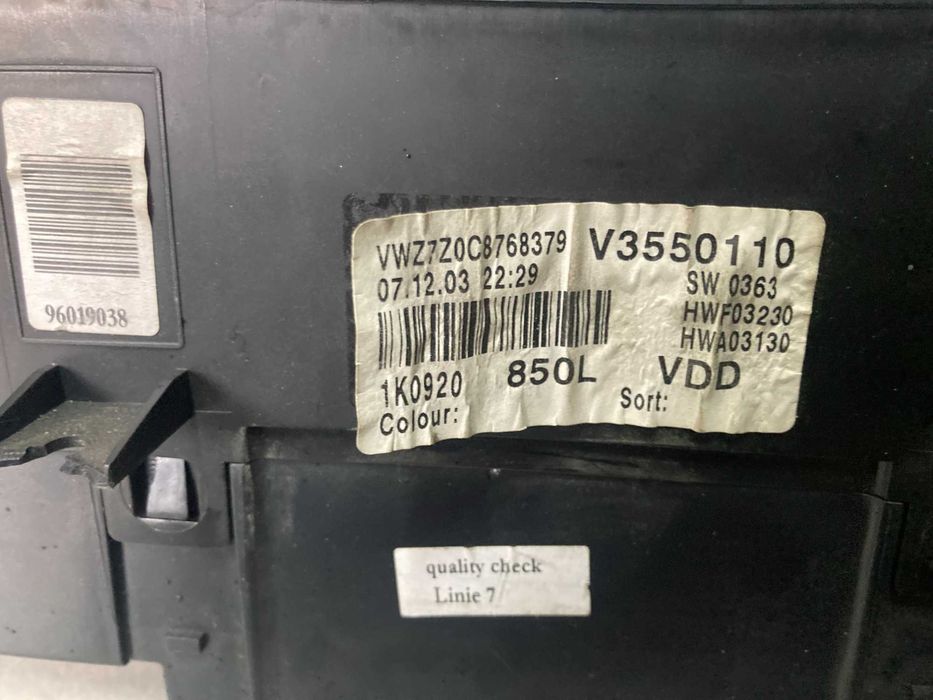 96019038
VWZ7Z0C8768379 V3550110
07.12.03 22:29 SW 0363
HWF03230
HWA03130
1K0920 850L VDD
Colour: Sort:
quality check
Linie 7